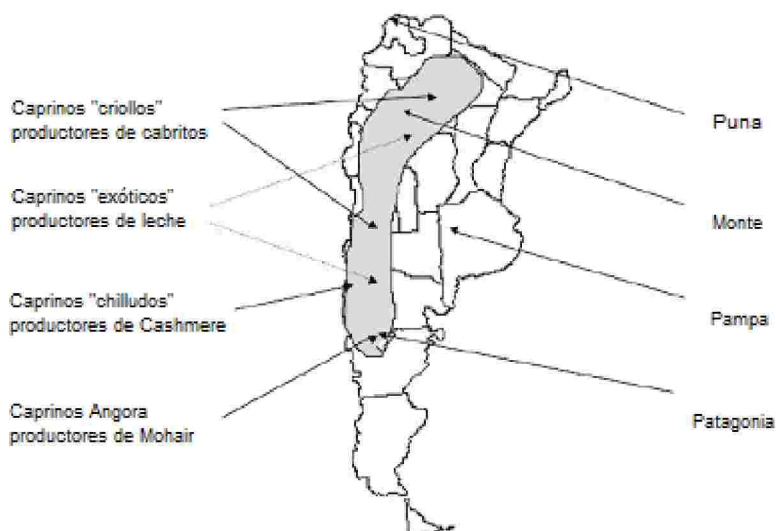 Caprinos "criollos"
productores de cabritos
Caprinos "exóticos"
productores de leche
Caprinos "chilludos"
productores de Cashmere
Caprinos Angora
productores de Mohair
Puna
Monte
Pampa
Patagonia